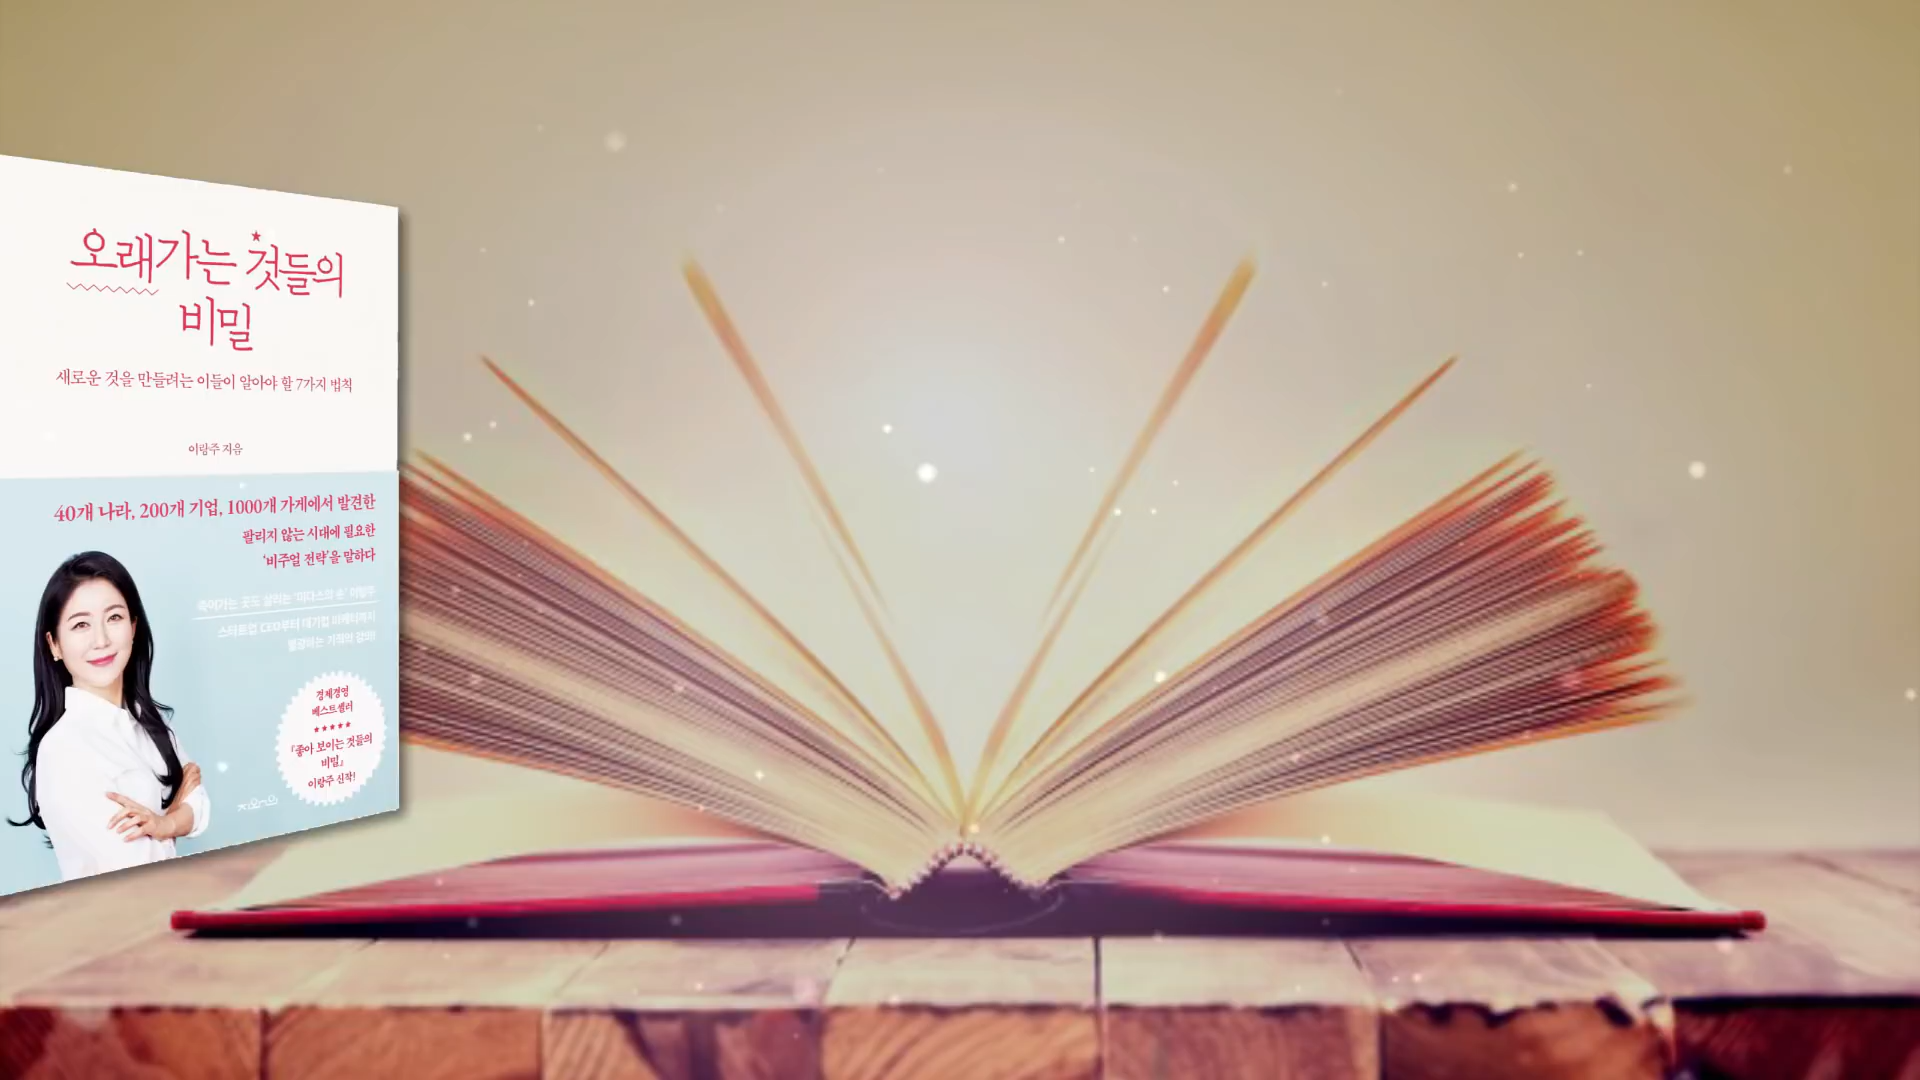 오래가는 것들의
비밀
새로운 것을 만들려는 이들이 알아야 할 7가지 법칙
이랑주 지음
40개 나라, 200개 기업, 1000개 가게에서 발견한
팔리지 않는 시대에 필요한
'비주얼 전략'을 말하다
죽어가는 곳도 살리는 '미다스의 손' 이랑주
스타트업 CEO부터 대기업 마케터까지
열광하는 기적의 강의!
경제경영
베스트셀러
★★★★★
『좋아 보이는 것들의
비밀』
이랑주 신작!
지와인